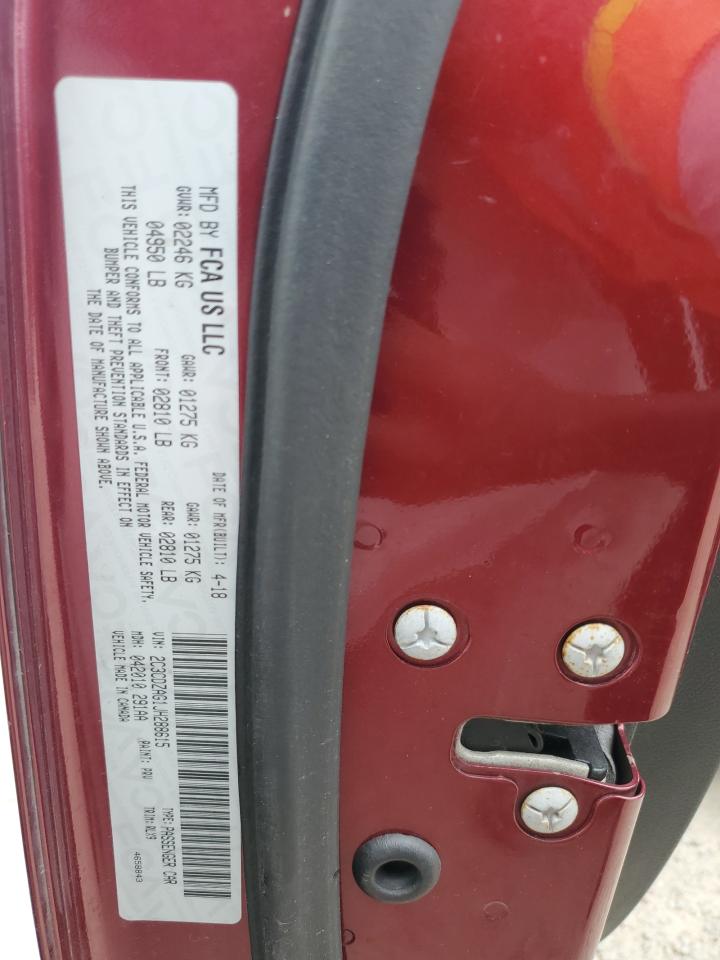 MFD BY FCA US LLC
DATE OF MFR(BUILT): 4-18
GVWR: 02246 KG GAWR: 01275 KG GAWR: 01275 KG
04950 LB FRONT: 02810 LB REAR: 02810 LB
THIS VEHICLE CONFORMS TO ALL APPLICABLE U.S.A. FEDERAL MOTOR VEHICLE SAFETY,
BUMPER AND THEFT PREVENTION STANDARDS IN EFFECT ON
THE DATE OF MANUFACTURE SHOWN ABOVE.
VIN: 2C3CDZAG1JH288615 TYPE: PASSENGER CAR
MDH: 042010 291AA PAINT: PRV TRIM: RLX9
VEHICLE MADE IN CANADA 4658843